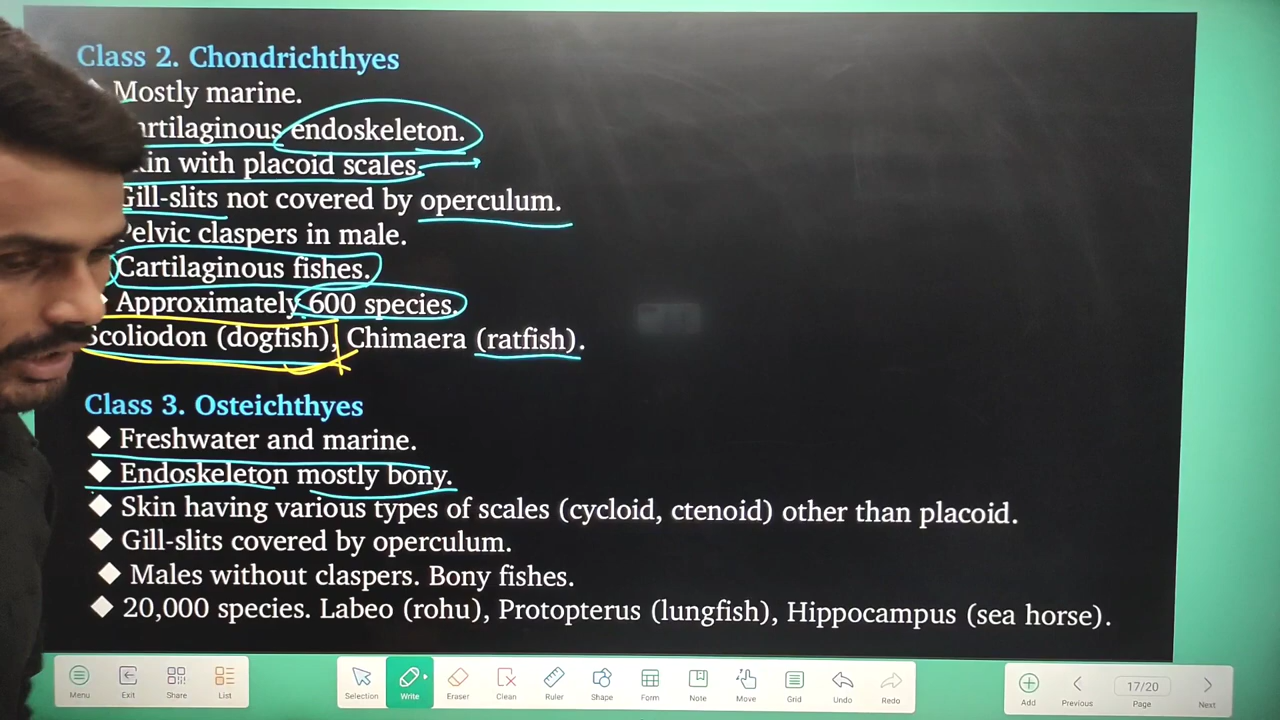 Class 2. Chondrichthyes
Mostly marine.
endoskeleton.
with placoid scales.
Gill-slits not covered by operculum.
Pelvic claspers in male.
Cartilaginous fishes.
Approximately 600 species.
Scoliodon (dogfish), Chimaera (ratfish).
Class 3. Osteichthyes
◆ Freshwater and marine.
◆ Endoskeleton mostly bony.
◆ Skin having various types of scales (cycloid, ctenoid) other than placoid.
◆ Gill-slits covered by operculum.
◆ Males without claspers. Bony fishes.
◆ 20,000 species. Labeo (rohu), Protopterus (lungfish), Hippocampus (sea horse).
Menu Exit Share List Selection Write Eraser Clean Ruler Shape Form Note Move Grid Undo Redo Add Previous 17/20 Page Next